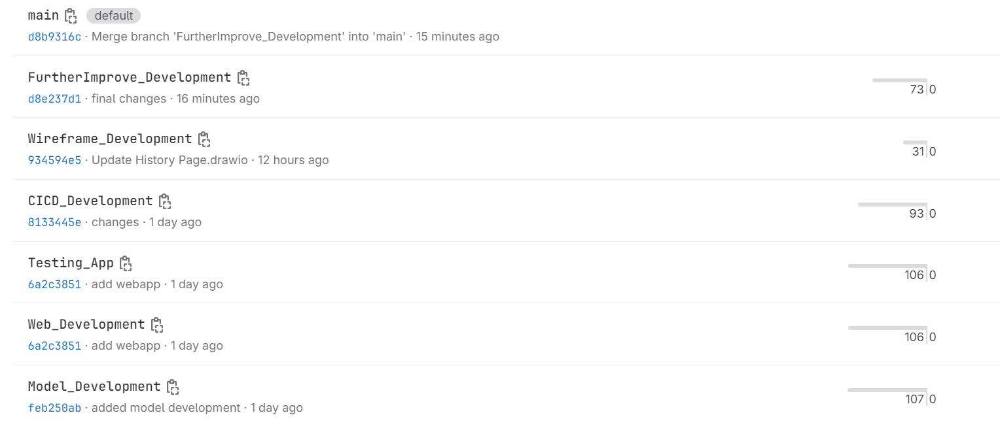 main default
d8b9316c · Merge branch 'FurtherImprove_Development' into 'main' · 15 minutes ago
FurtherImprove_Development
73 0
d8e237d1 · final changes · 16 minutes ago
Wireframe_Development
31 0
934594e5 · Update History Page.drawio · 12 hours ago
CICD_Development
93 0
8133445e · changes · 1 day ago
Testing_App
106 0
6a2c3851 · add webapp · 1 day ago
Web_Development
106 0
6a2c3851 · add webapp · 1 day ago
Model_Development
107 0
feb250ab · added model development · 1 day ago